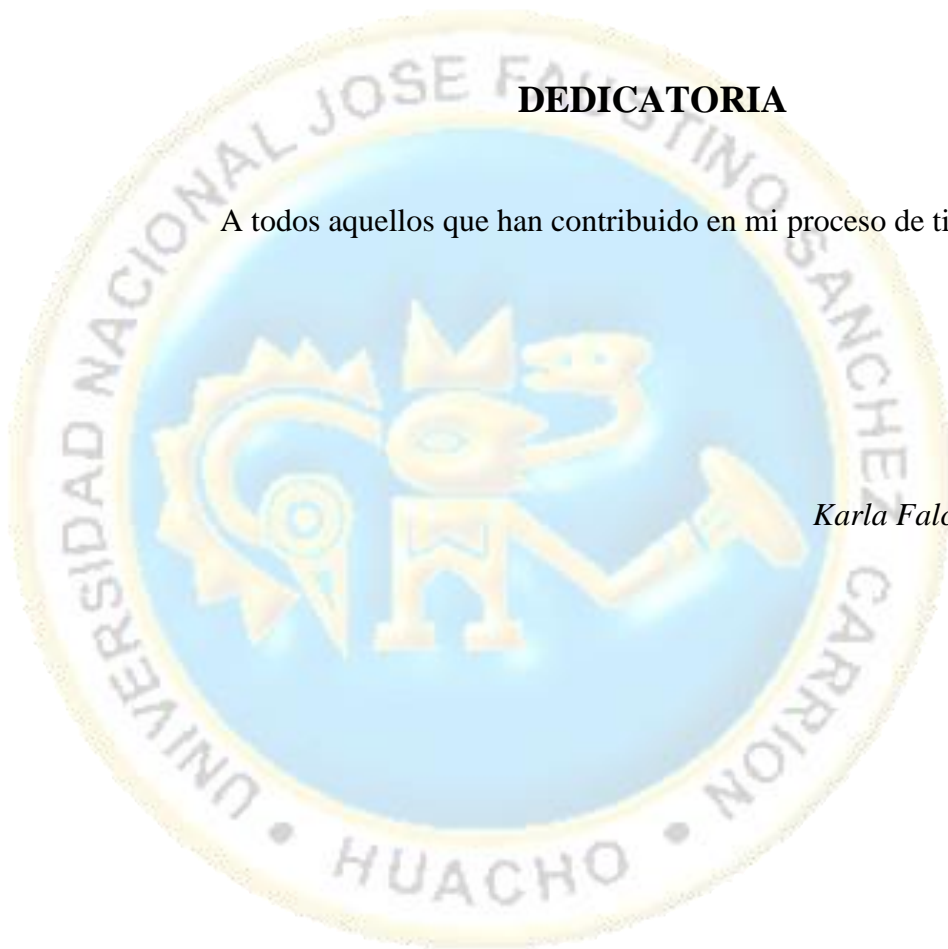 DEDICATORIA
A todos aquellos que han contribuido en mi proceso de ti
Karla Falc
UNIVERSIDAD NACIONAL JOSE FAUSTINO SANCHEZ CARRION
• HUACHO •